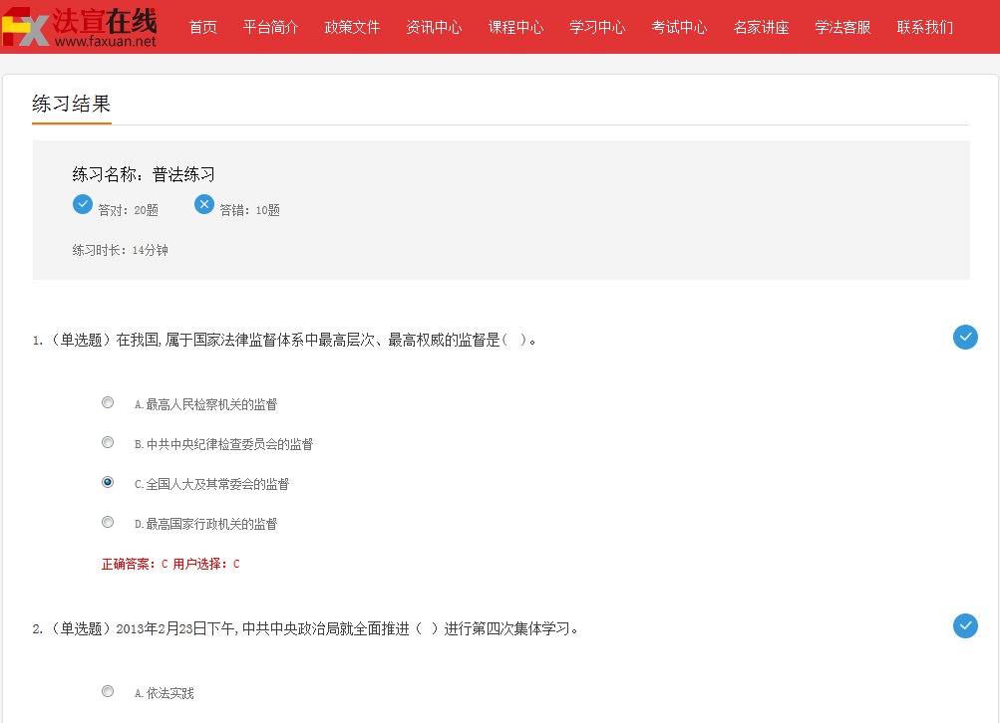 法宣在线
www.faxuan.net
首页 平台简介 政策文件 资讯中心 课程中心 学习中心 考试中心 名家讲座 学法客服 联系我们
练习结果
练习名称：普法练习
答对：20题 答错：10题
练习时长：14分钟
1.（单选题）在我国,属于国家法律监督体系中最高层次、最高权威的监督是( )。
A.最高人民检察机关的监督
B.中共中央纪律检查委员会的监督
C.全国人大及其常委会的监督
D.最高国家行政机关的监督
正确答案：C 用户选择：C
2.（单选题）2013年2月23日下午,中共中央政治局就全面推进（ ）进行第四次集体学习。
A.依法实践